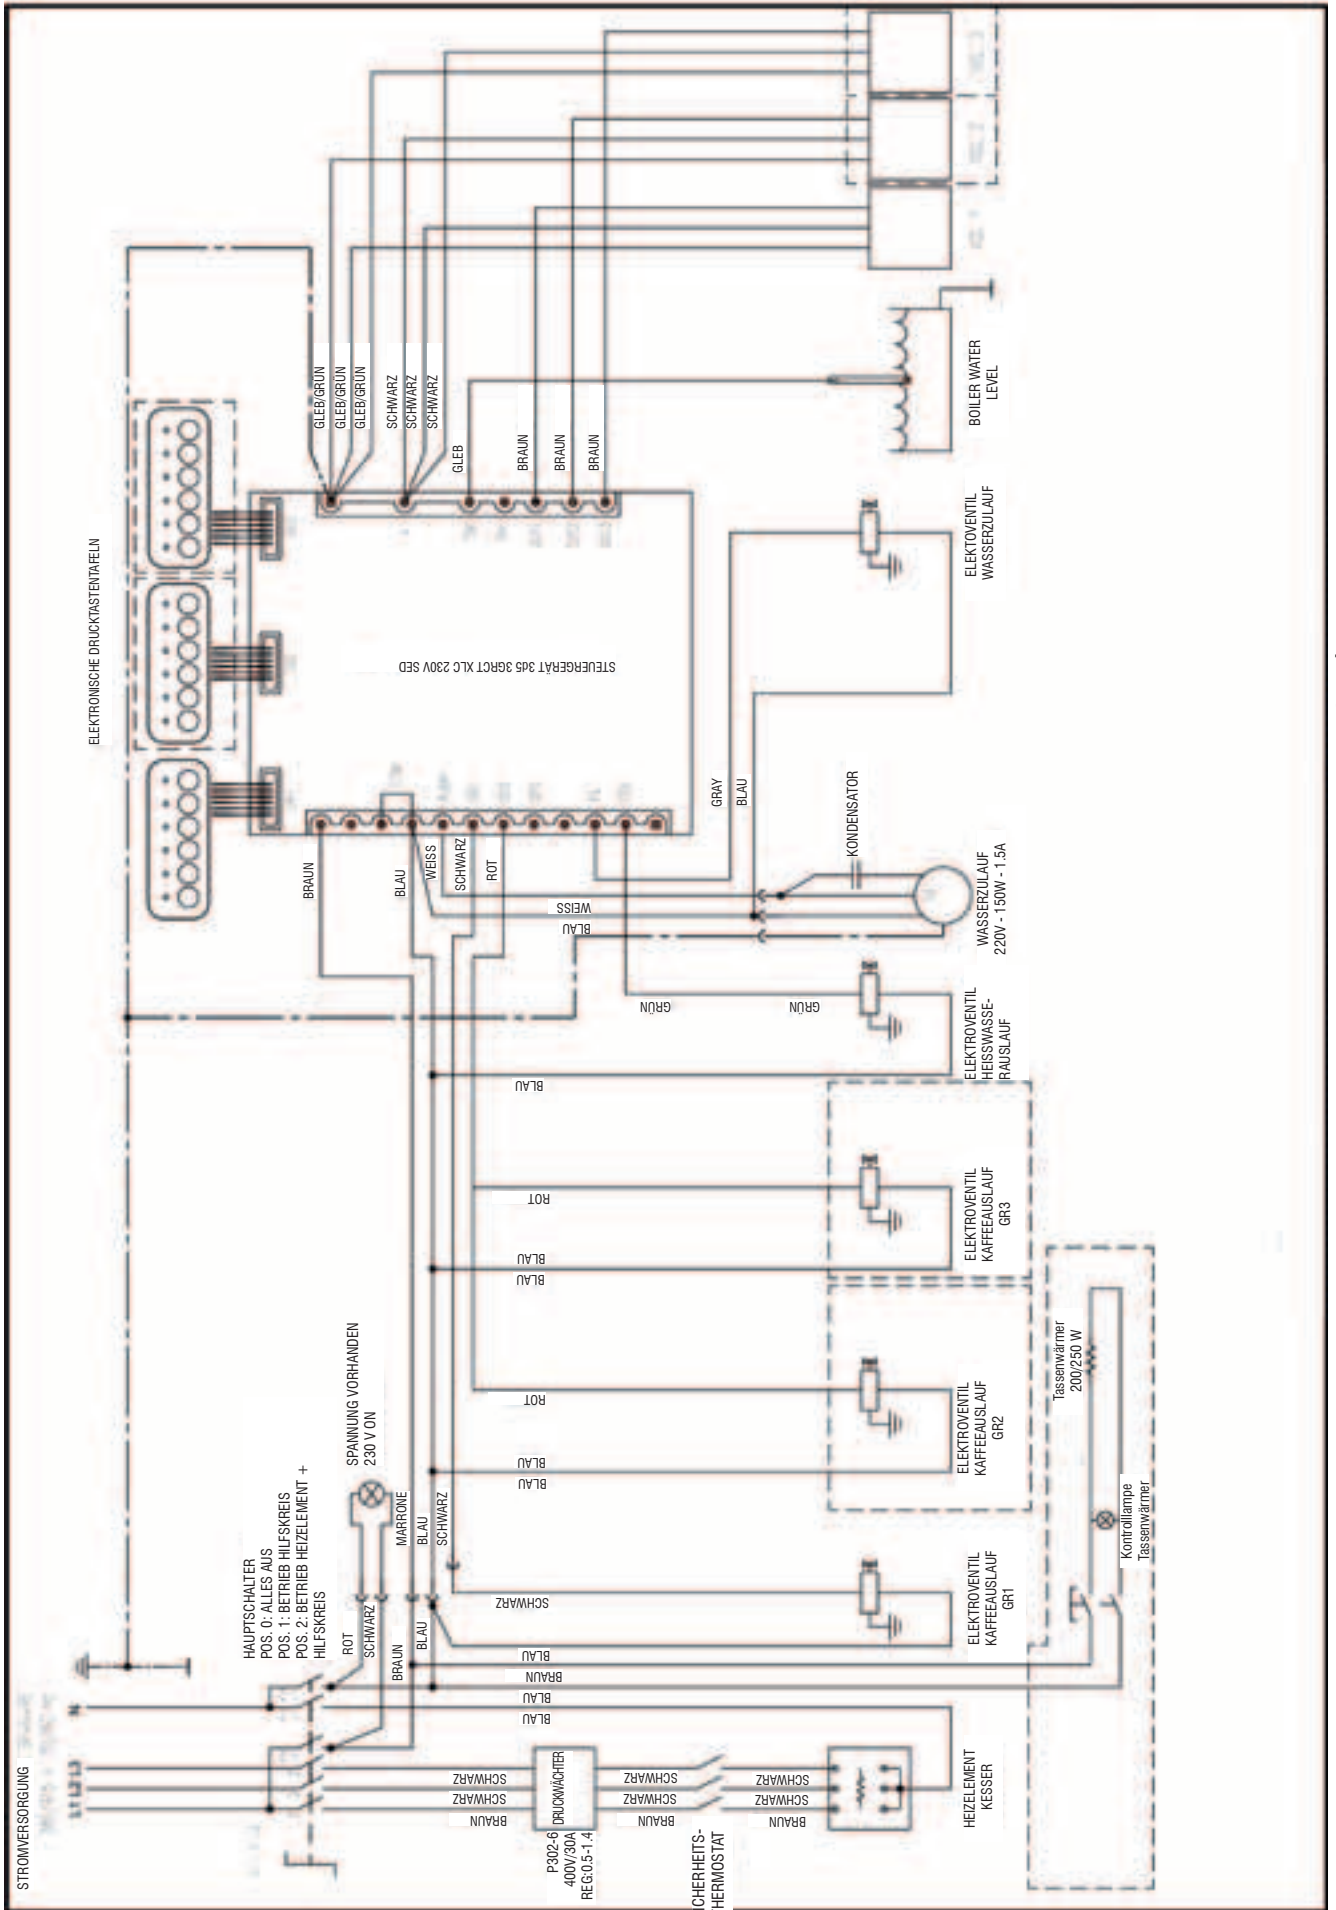 STROMVERSORGUNG
L1 L2 L3
N
HAUPTSCHALTER
POS. 0: ALLES AUS
POS. 1: BETRIEB HILFSKREIS
POS. 2: BETRIEB HEIZELEMENT +
HILFSKREIS
SPANNUNG VORHANDEN
230 V ON
ROT
SCHWARZ
BRAUN
BLAU
MARRONE
BLAU
SCHWARZ
ELEKTRONISCHE DRUCKTASTENTAFELN
STEUERGERÄT 3d5 3GRCT XLC 230V SED
BRAUN
BLAU
WEISS
SCHWARZ
ROT
GLEB/GRÜN
GLEB/GRÜN
GLEB/GRÜN
SCHWARZ
SCHWARZ
SCHWARZ
GLEB
BRAUN
BRAUN
BRAUN
WEISS
BLAU
GRÜN
GRÜN
GRAY
BLAU
KONDENSATOR
BLAU
ROT
BLAU
BLAU
ROT
BLAU
BLAU
SCHWARZ
BLAU
BRAUN
BLAU
BLAU
SCHWARZ
SCHWARZ
BRAUN
P302-6
400V/30A
REG:0.5-1.4
DRUCKWÄCHTER
SCHWARZ
SCHWARZ
BRAUN
ICHERHEITS-
HERMOSTAT
SCHWARZ
SCHWARZ
BRAUN
HEIZELEMENT
KESSER
ELEKTROVENTIL
KAFFEEAUSLAUF
GR1
ELEKTROVENTIL
KAFFEEAUSLAUF
GR2
ELEKTROVENTIL
KAFFEEAUSLAUF
GR3
ELEKTROVENTIL
HEISSWASSE-
RAUSLAUF
WASSERZULAUF
220V - 150W - 1.5A
ELEKTOVENTIL
WASSERZULAUF
BOILER WATER
LEVEL
Tassenwärmer
200/250 W
Kontrolllampe
Tassenwärmer